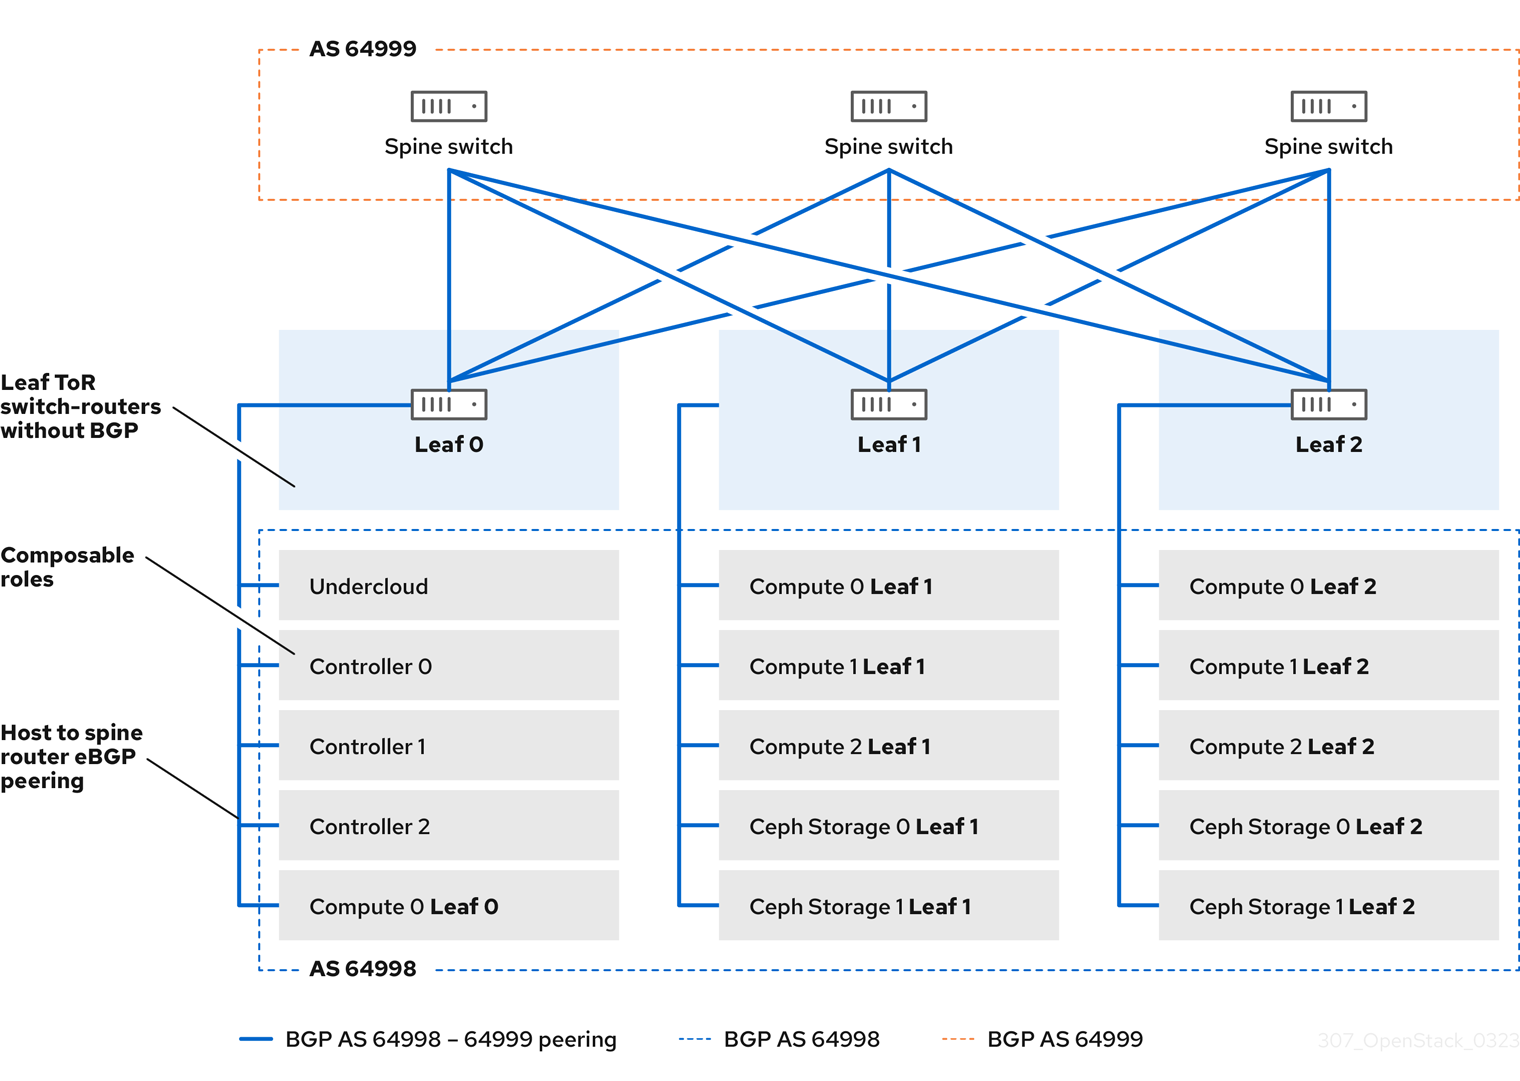 AS 64999
Spine switch
Spine switch
Spine switch
Leaf ToR
switch-routers
without BGP
Leaf 0
Leaf 1
Leaf 2
Composable
roles
Host to spine
router eBGP
peering
Undercloud
Controller 0
Controller 1
Controller 2
Compute 0 Leaf 0
Compute 0 Leaf 1
Compute 1 Leaf 1
Compute 2 Leaf 1
Ceph Storage 0 Leaf 1
Ceph Storage 1 Leaf 1
Compute 0 Leaf 2
Compute 1 Leaf 2
Compute 2 Leaf 2
Ceph Storage 0 Leaf 2
Ceph Storage 1 Leaf 2
AS 64998
BGP AS 64998 – 64999 peering
BGP AS 64998
BGP AS 64999
307_OpenStack_0323